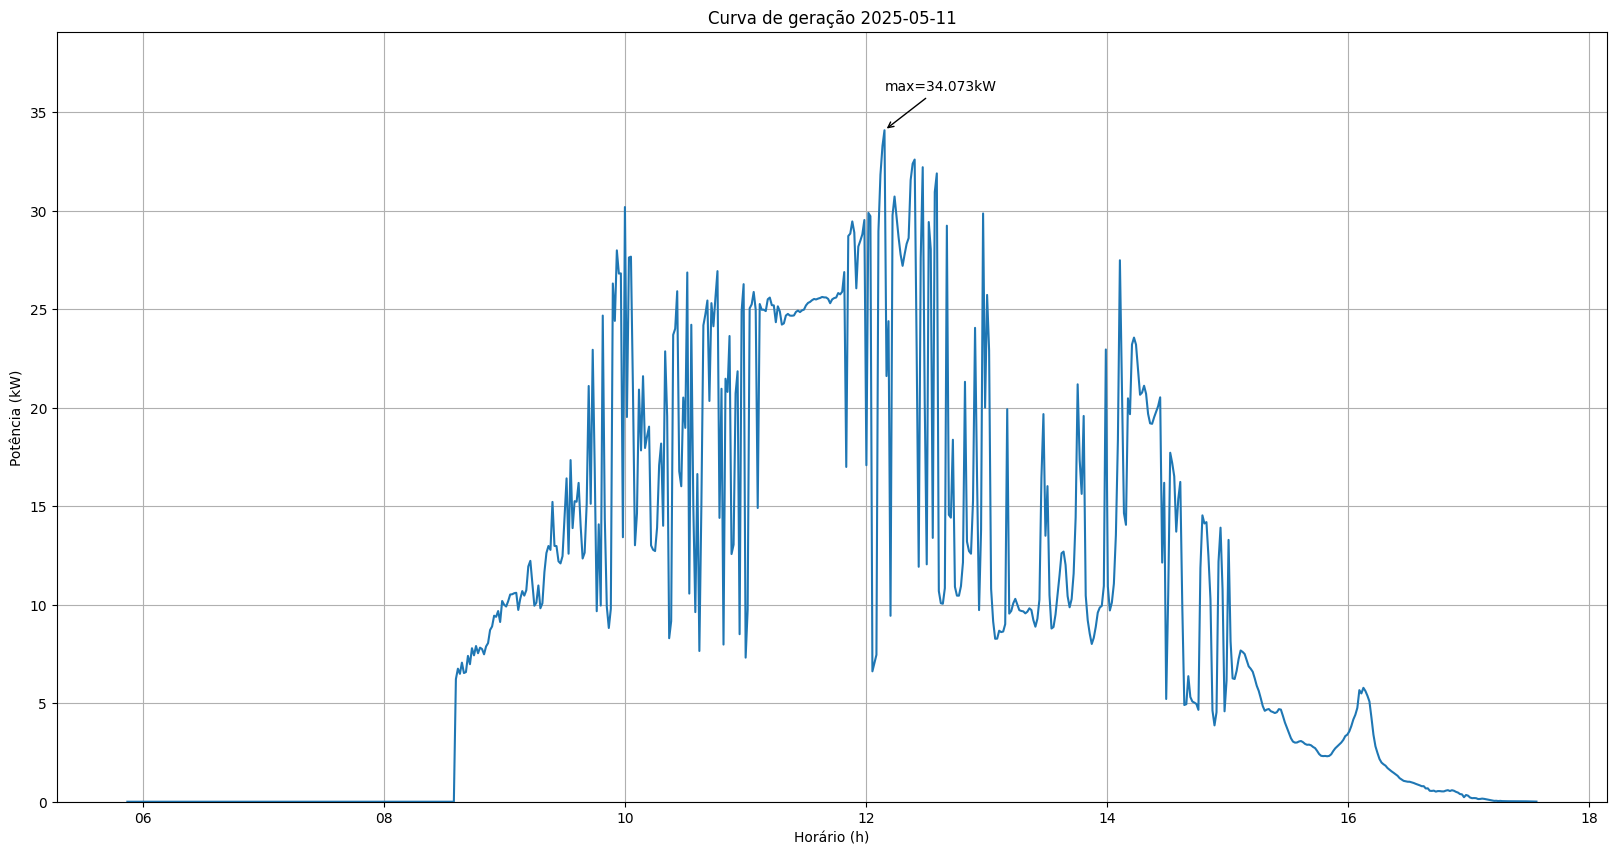 Curva de geração 2025-05-11
max=34.073kW
35
30
25
20
15
10
5
0
Potência (kW)
06 08 10 12 14 16 18
Horário (h)